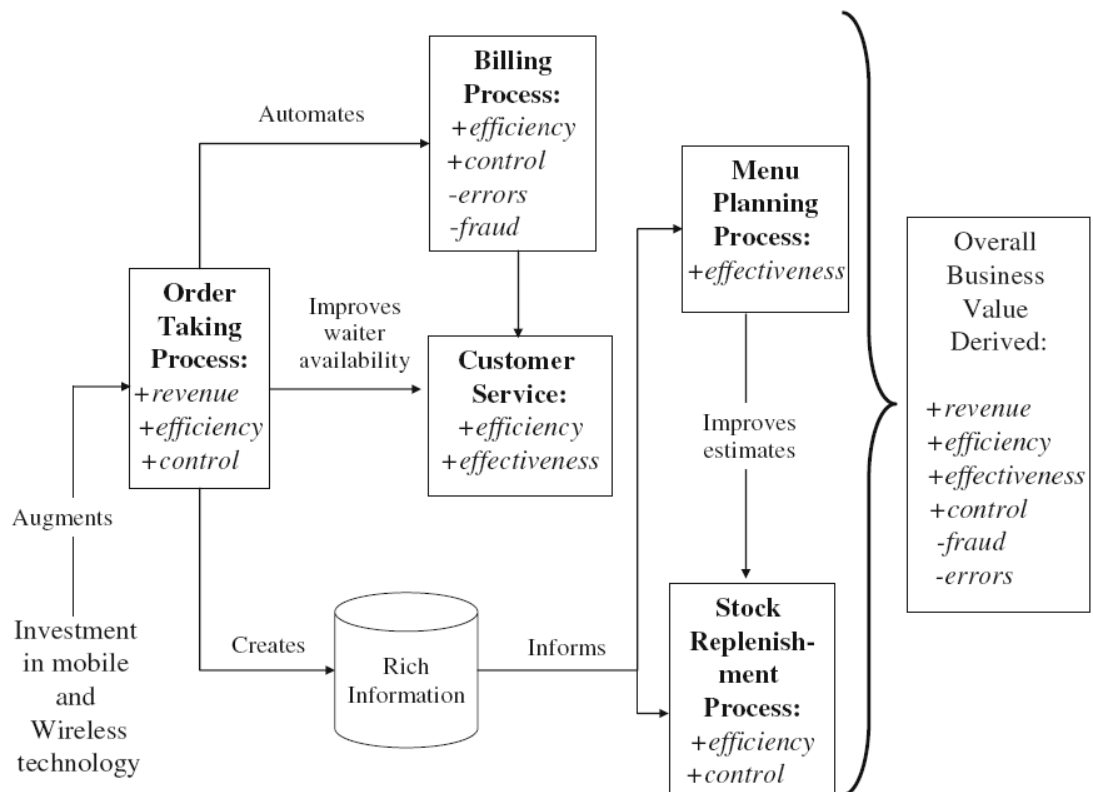 Billing
Process:
+efficiency
+control
-errors
-fraud
Automates
Menu
Planning
Process:
+effectiveness
Overall
Business
Value
Derived:
+revenue
+efficiency
+effectiveness
+control
-fraud
-errors
Order
Taking
Process:
+revenue
+efficiency
+control
Improves
waiter
availability
Customer
Service:
+efficiency
+effectiveness
Improves
estimates
Augments
Investment
in mobile
and
Wireless
technology
Creates
Rich
Information
Informs
Stock
Replenish-
ment
Process:
+efficiency
+control